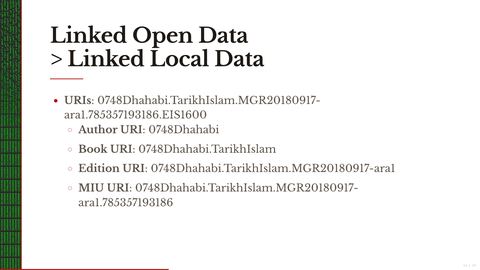 Linked Open Data
> Linked Local Data
URIs: 0748Dhahabi.TarikhIslam.MGR20180917-
ara1.785357193186.EIS1600
Author URI: 0748Dhahabi
Book URI: 0748Dhahabi.TarikhIslam
Edition URI: 0748Dhahabi.TarikhIslam.MGR20180917-ara1
MIU URI: 0748Dhahabi.TarikhIslam.MGR20180917-
ara1.785357193186